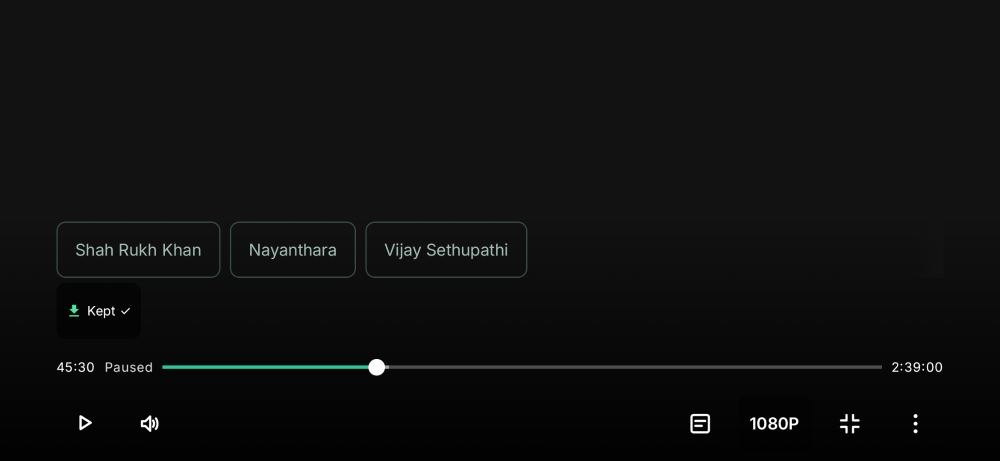 Shah Rukh Khan Nayanthara Vijay Sethupathi
Kept ✓
45:30 Paused 2:39:00
1080P